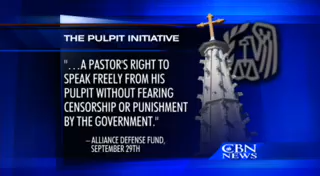 THE PULPIT INITIATIVE
"...A PASTOR'S RIGHT TO
SPEAK FREELY FROM HIS
PULPIT WITHOUT FEARING
CENSORSHIP OR PUNISHMENT
BY THE GOVERNMENT."
– ALLIANCE DEFENSE FUND,
SEPTEMBER 29TH
CBN
NEWS